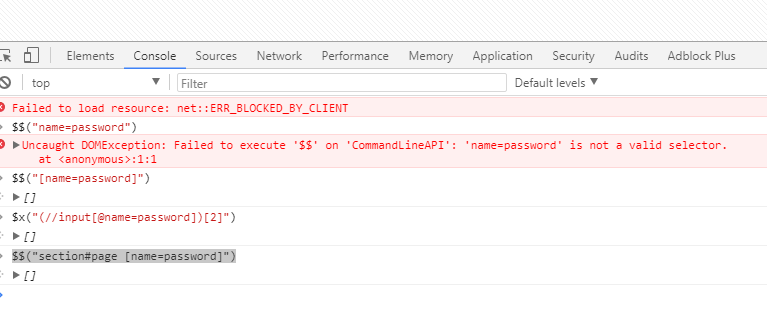 Elements Console Sources Network Performance Memory Application Security Audits Adblock Plus
top Filter Default levels
Failed to load resource: net::ERR_BLOCKED_BY_CLIENT
$$("name=password")
Uncaught DOMException: Failed to execute '$$' on 'CommandLineAPI': 'name=password' is not a valid selector.
at <anonymous>:1:1
$$("[name=password]")
[]
$x("(//input[@name=password])[2]")
[]
$$("section#page [name=password]")
[]